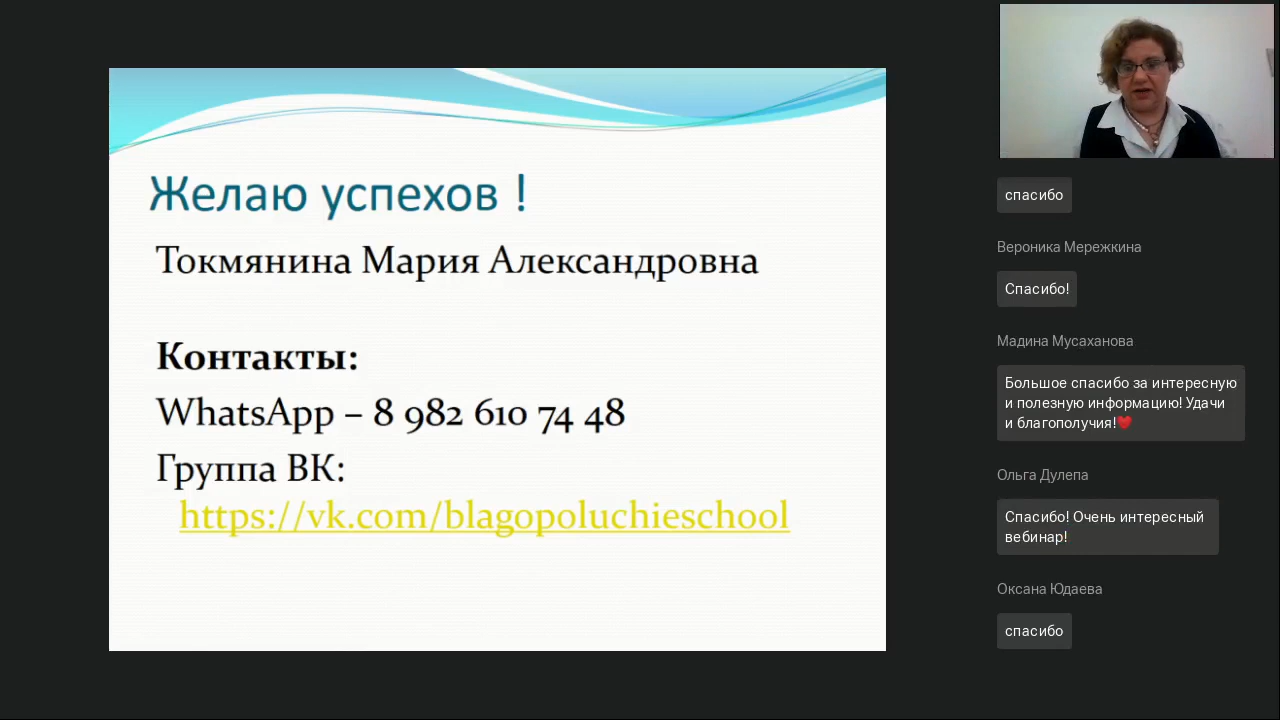 Желаю успехов !
Токмянина Мария Александровна
Контакты:
WhatsApp – 8 982 610 74 48
Группа ВК:
https://vk.com/blagopoluchieschool
спасибо
Вероника Мережкина
Спасибо!
Мадина Мусаханова
Большое спасибо за интересную
и полезную информацию! Удачи
и благополучия!❤️
Ольга Дулепа
Спасибо! Очень интересный
вебинар!
Оксана Юдаева
спасибо